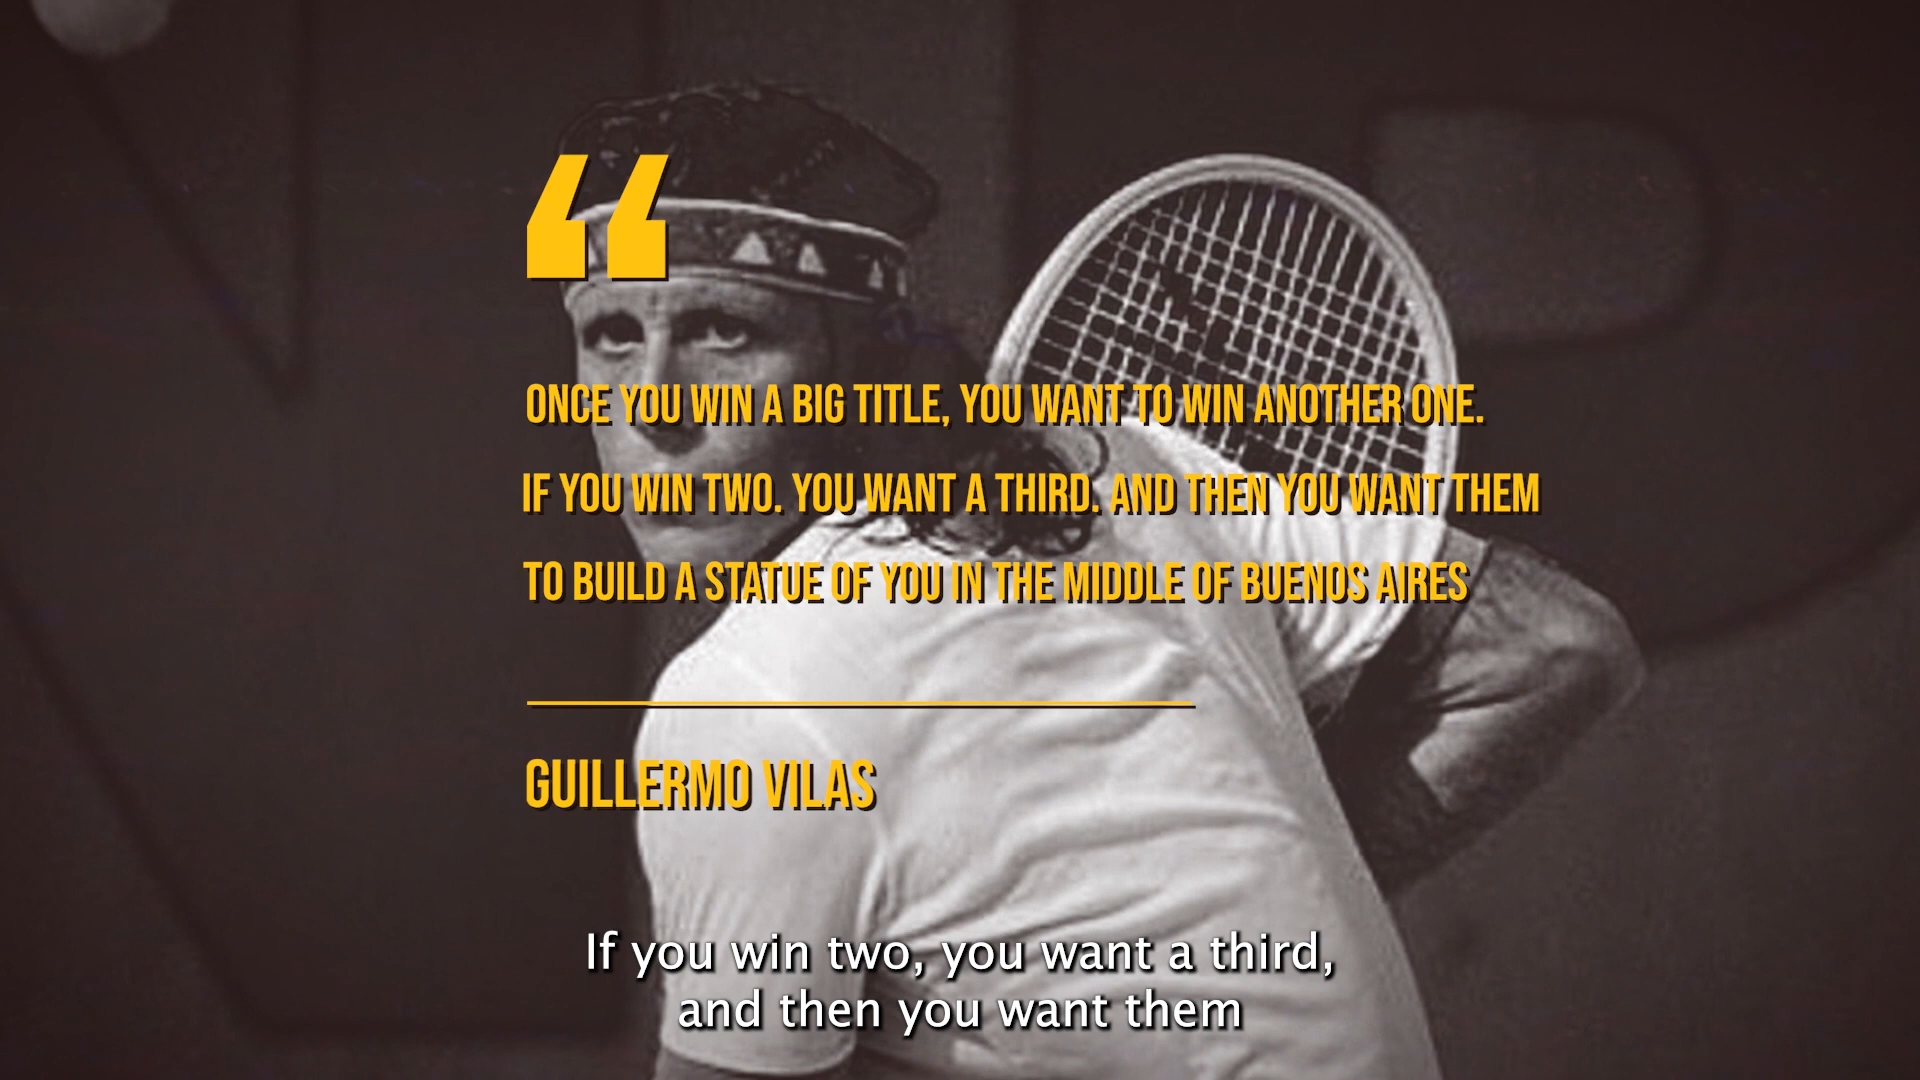 “
ONCE YOU WIN A BIG TITLE, YOU WANT TO WIN ANOTHER ONE.
IF YOU WIN TWO. YOU WANT A THIRD. AND THEN YOU WANT THEM
TO BUILD A STATUE OF YOU IN THE MIDDLE OF BUENOS AIRES
GUILLERMO VILAS
If you win two, you want a third,
and then you want them